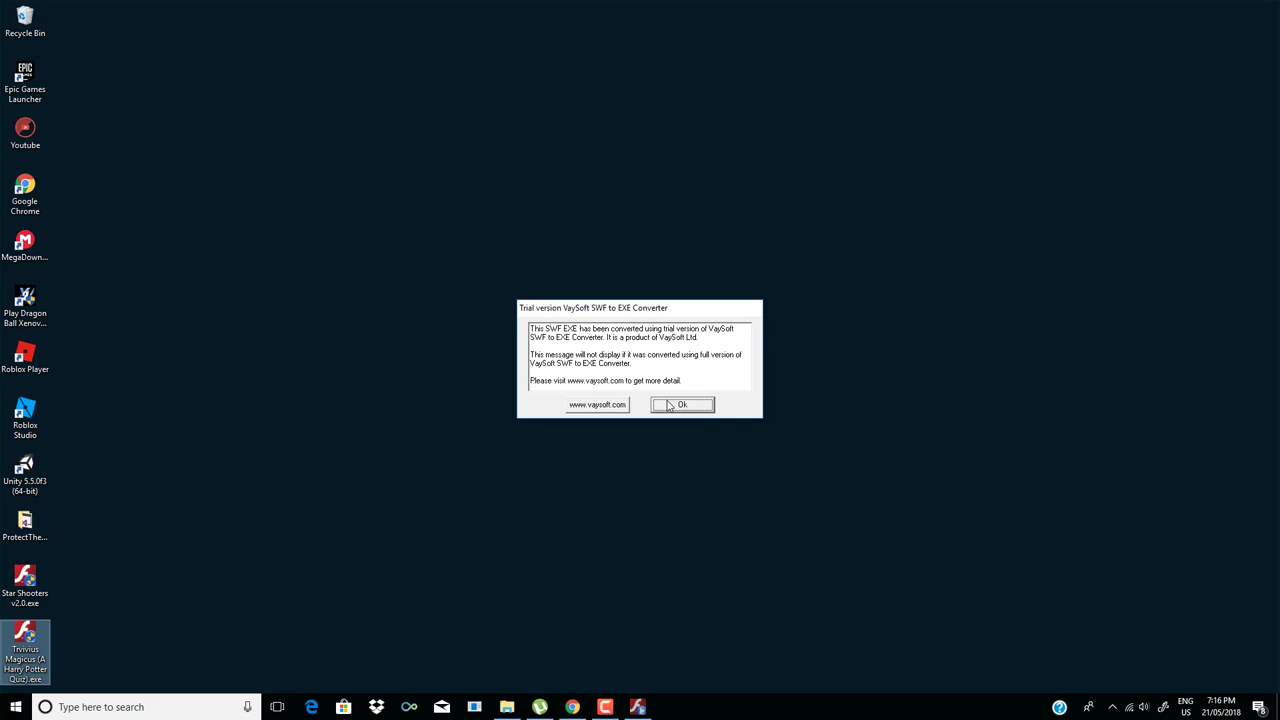 Recycle Bin
EPIC
GAMES
Epic Games
Launcher
Youtube
Google
Chrome
MegaDown...
Play Dragon
Ball Xenov...
Roblox Player
Roblox
Studio
Unity 5.5.0f3
(64-bit)
ProtectThe...
Star Shooters
v2.0.exe
Trvivius
Magicus (A
Harry Potter
Quiz).exe
Trial version VaySoft SWF to EXE Converter
This SWF EXE has been converted using trial version of VaySoft
SWF to EXE Converter. It is a product of VaySoft Ltd.
This message will not display if it was converted using full version of
VaySoft SWF to EXE Converter.
Please visit www.vaysoft.com to get more detail.
www.vaysoft.com
Ok
Type here to search
ENG
US
7:16 PM
21/05/2018